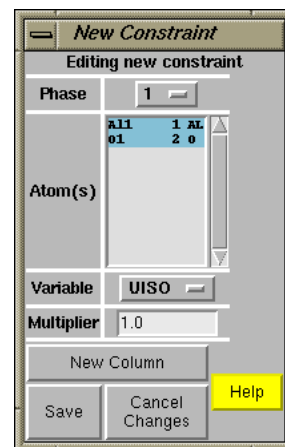 New Constraint
Editing new constraint
Phase 1
Atom(s)
Al1 1 AL
O1 2 O
Variable UISO
Multiplier 1.0
New Column
Save
Cancel Changes
Help